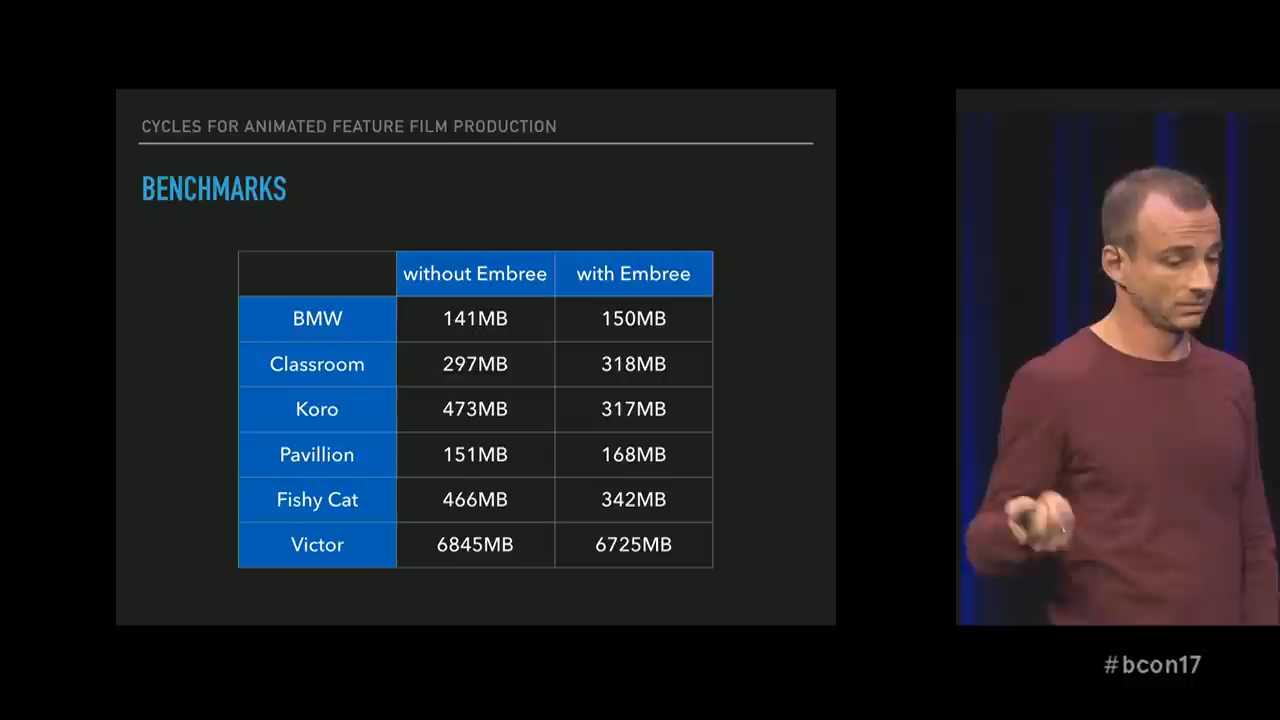 CYCLES FOR ANIMATED FEATURE FILM PRODUCTION
BENCHMARKS
without Embree with Embree
BMW 141MB 150MB
Classroom 297MB 318MB
Koro 473MB 317MB
Pavillion 151MB 168MB
Fishy Cat 466MB 342MB
Victor 6845MB 6725MB
#bcon17